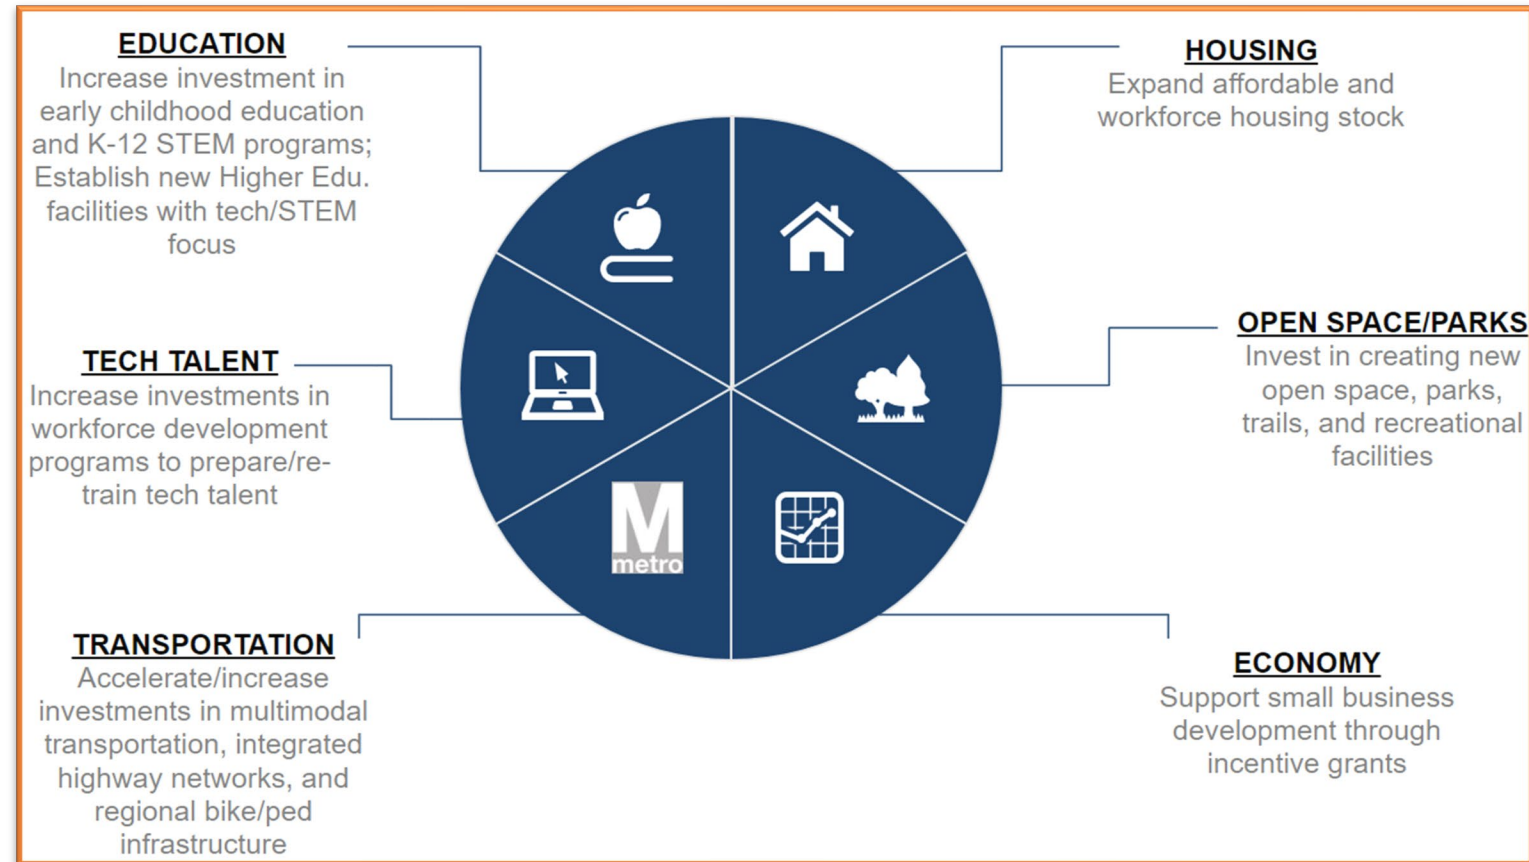 EDUCATION
Increase investment in
early childhood education
and K-12 STEM programs;
Establish new Higher Edu.
facilities with tech/STEM
focus
TECH TALENT
Increase investments in
workforce development
programs to prepare/re-
train tech talent
TRANSPORTATION
Accelerate/increase
investments in multimodal
transportation, integrated
highway networks, and
regional bike/ped
infrastructure
M
metro
HOUSING
Expand affordable and
workforce housing stock
OPEN SPACE/PARKS
Invest in creating new
open space, parks,
trails, and recreational
facilities
ECONOMY
Support small business
development through
incentive grants